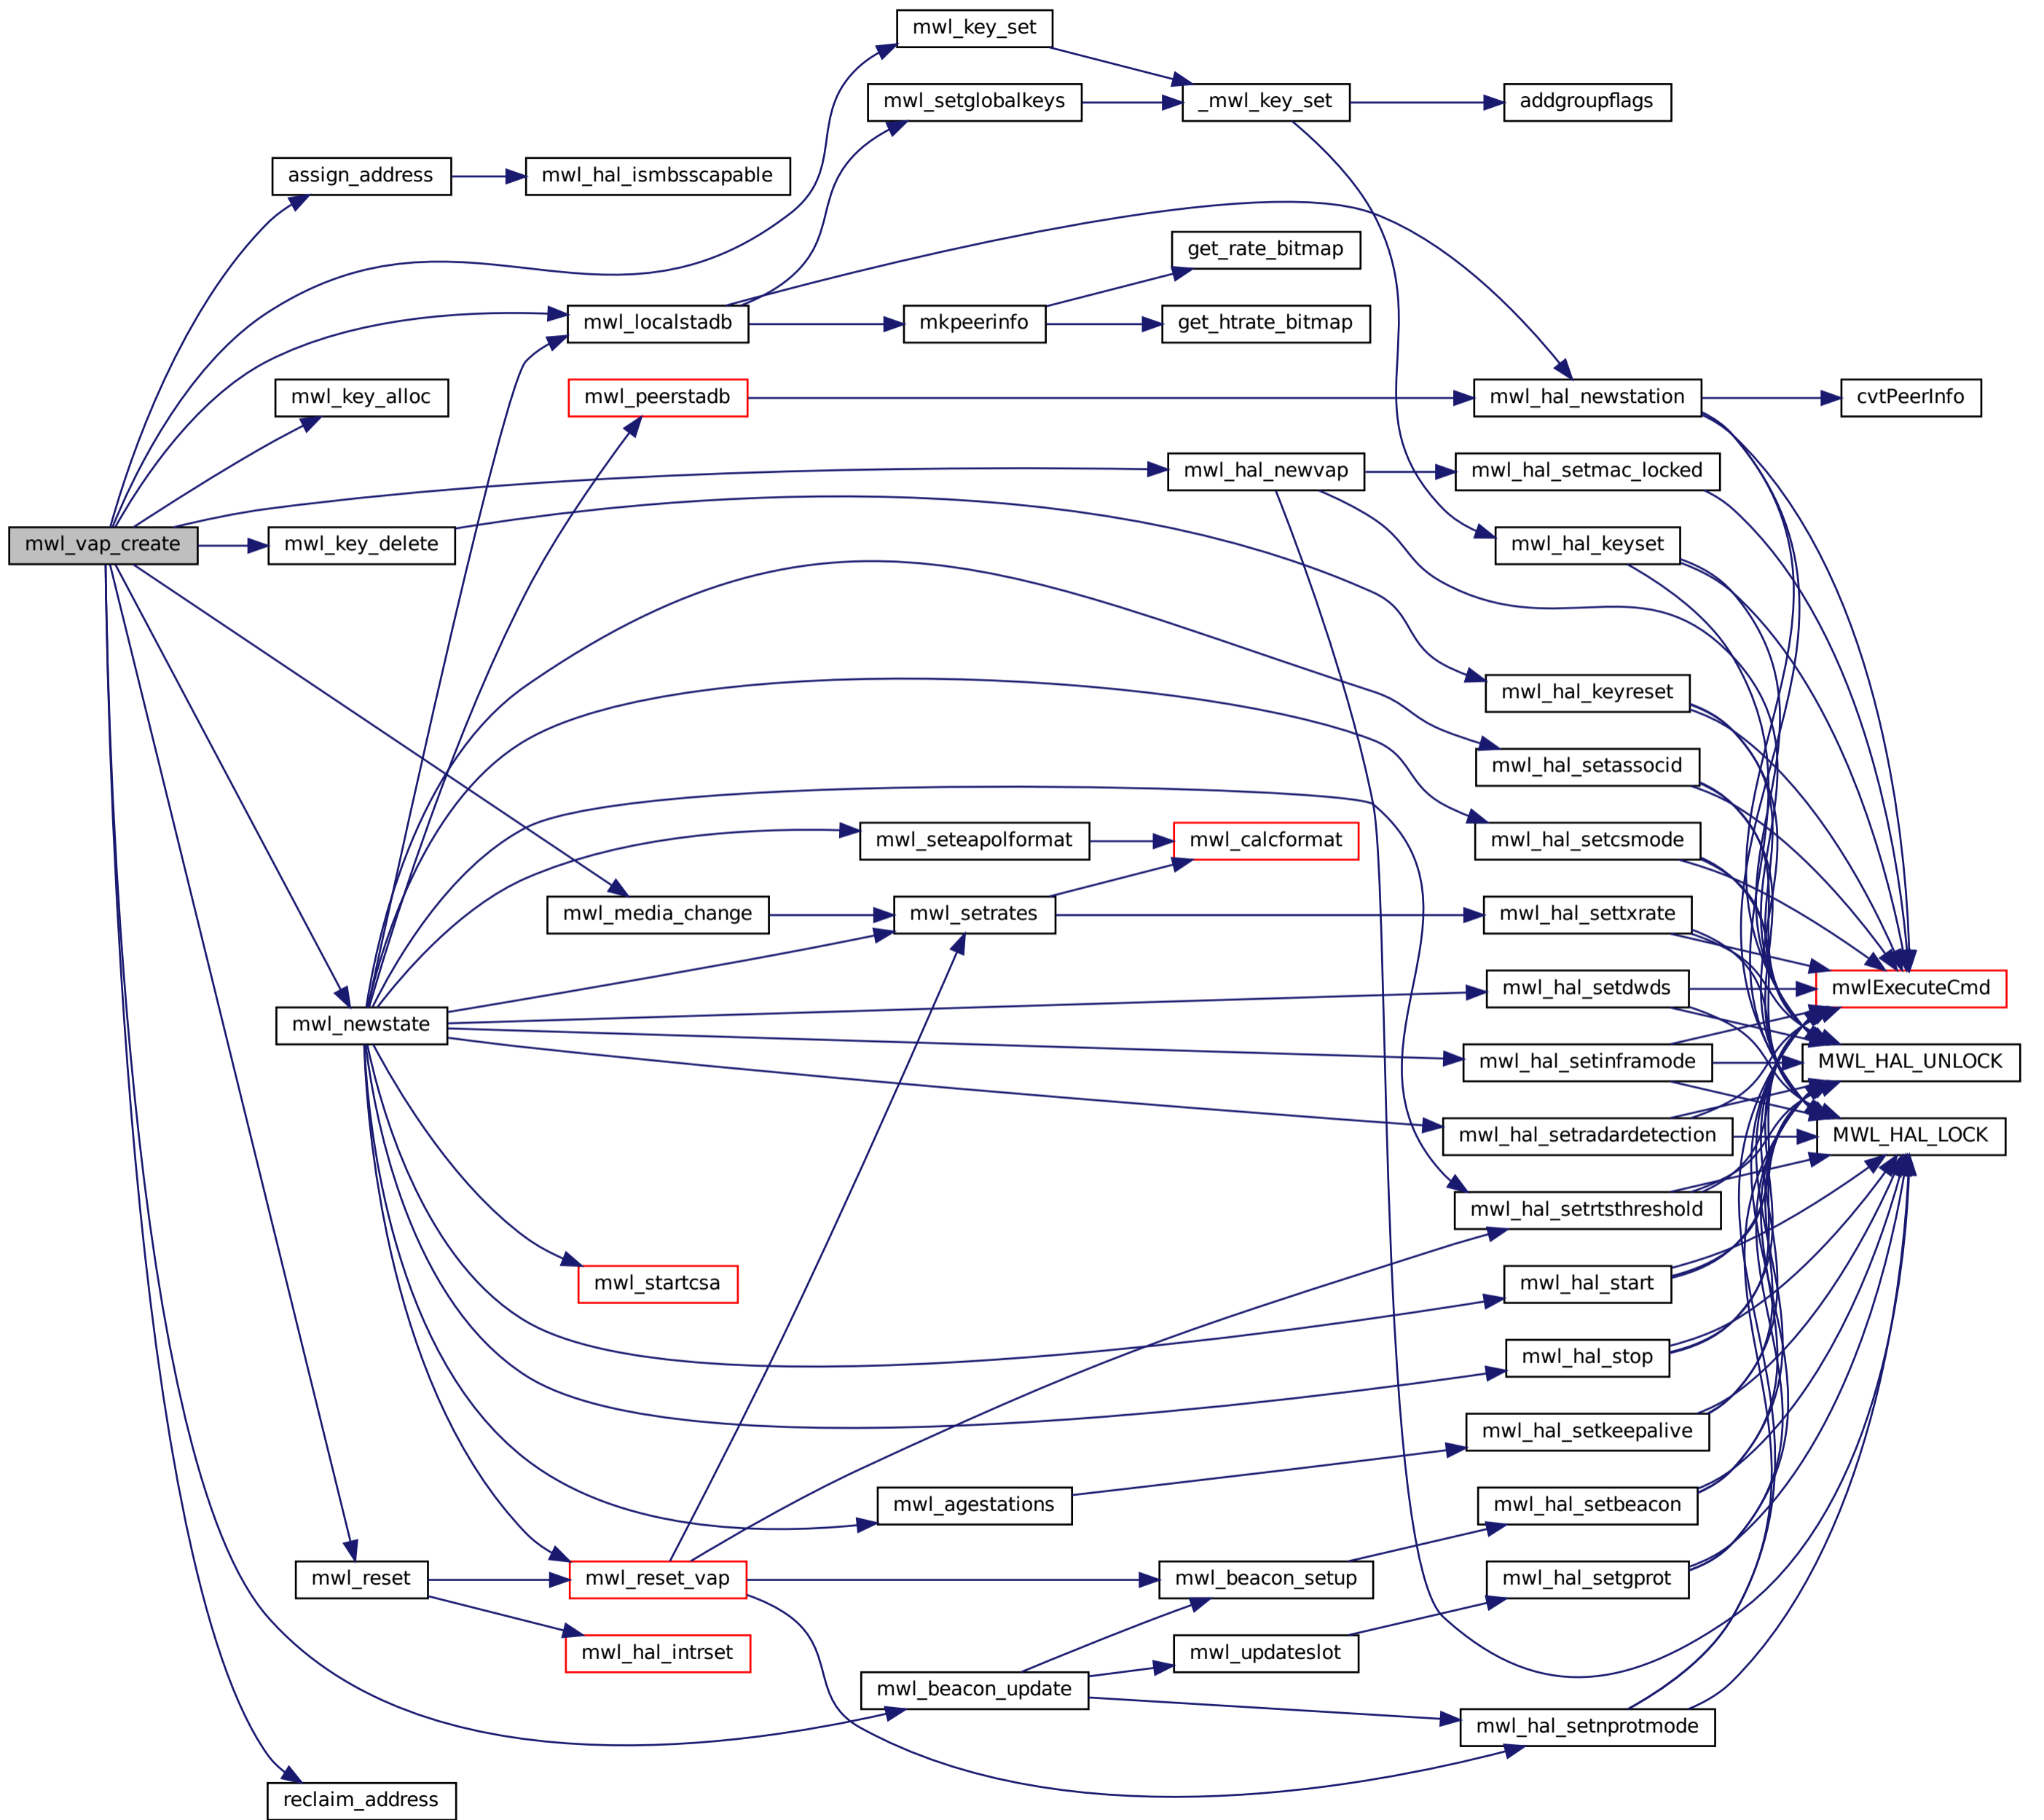 mwl_key_set
mwl_setglobalkeys
_mwl_key_set
addgroupflags
assign_address
mwl_hal_ismbsscapable
get_rate_bitmap
mwl_localstadb
mkpeerinfo
get_htrate_bitmap
mwl_key_alloc
mwl_peerstadb
mwl_hal_newstation
cvtPeerInfo
mwl_hal_newvap
mwl_hal_setmac_locked
mwl_vap_create
mwl_key_delete
mwl_hal_keyset
mwl_hal_keyreset
mwl_hal_setassocid
mwl_seteapolformat
mwl_calcformat
mwl_hal_setcsmode
mwl_media_change
mwl_setrates
mwl_hal_settxrate
mwl_hal_setdwds
mwlExecuteCmd
mwl_newstate
mwl_hal_setinframode
MWL_HAL_UNLOCK
mwl_hal_setradardetection
MWL_HAL_LOCK
mwl_hal_setrtsthreshold
mwl_startcsa
mwl_hal_start
mwl_hal_stop
mwl_hal_setkeepalive
mwl_agestations
mwl_hal_setbeacon
mwl_reset
mwl_reset_vap
mwl_beacon_setup
mwl_hal_setgprot
mwl_hal_intrset
mwl_updateslot
mwl_beacon_update
mwl_hal_setnprotmode
reclaim_address